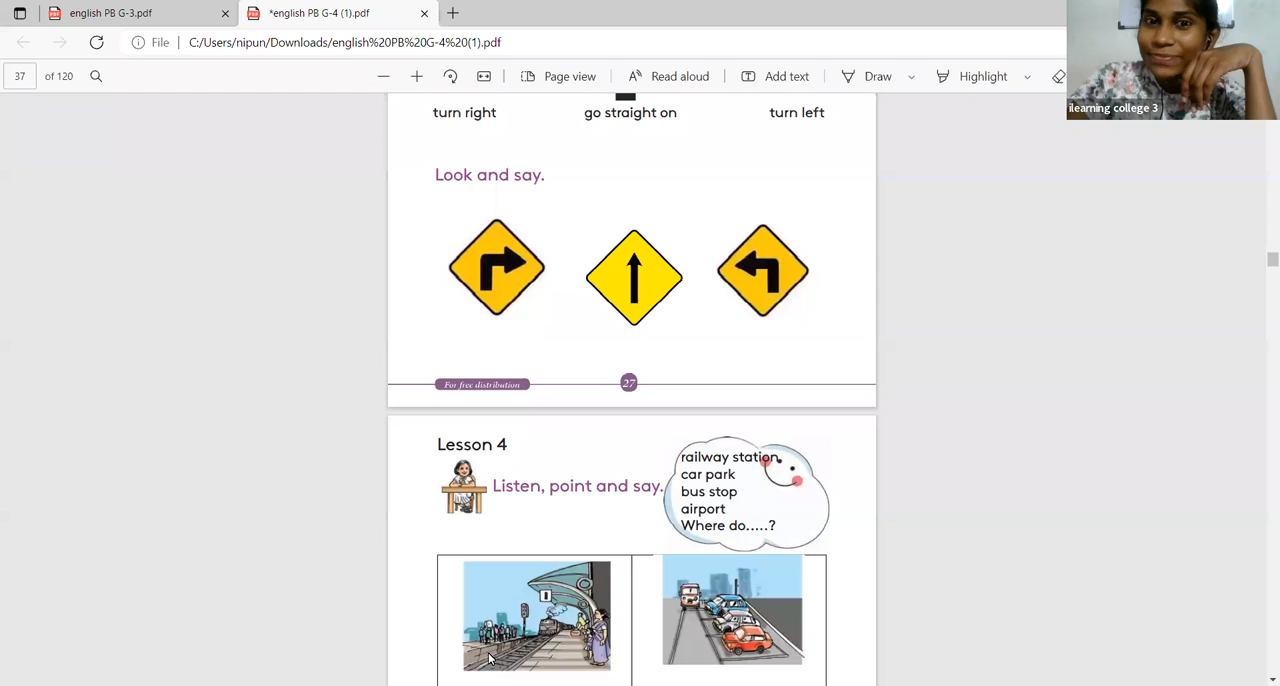 english PB G-3.pdf
*english PB G-4 (1).pdf
File
C:/Users/nipun/Downloads/english%20PB%20G-4%20(1).pdf
37 of 120
Page view
Read aloud
Add text
Draw
Highlight
ilearning college 3
turn right
go straight on
turn left
Look and say.
For free distribution
27
Lesson 4
Listen, point and say.
railway station
car park
bus stop
airport
Where do.....?